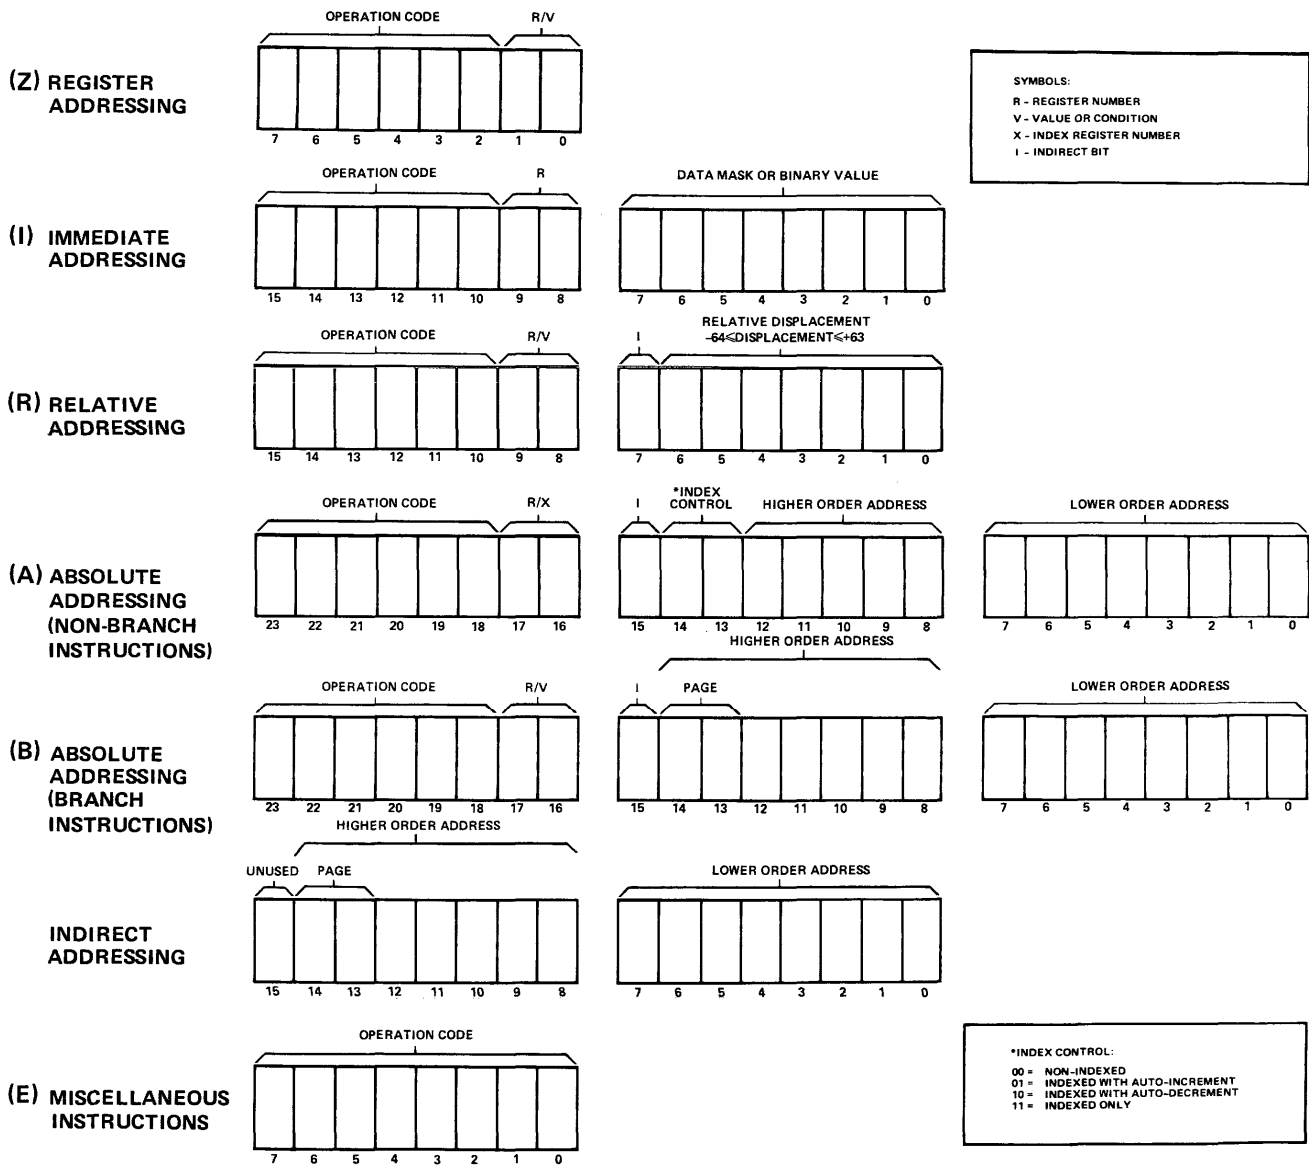 OPERATION CODE R/V
(Z) REGISTER
ADDRESSING
7 6 5 4 3 2 1 0
SYMBOLS:
R – REGISTER NUMBER
V – VALUE OR CONDITION
X – INDEX REGISTER NUMBER
I – INDIRECT BIT
OPERATION CODE R DATA MASK OR BINARY VALUE
(I) IMMEDIATE
ADDRESSING
15 14 13 12 11 10 9 8 7 6 5 4 3 2 1 0
OPERATION CODE R/V I RELATIVE DISPLACEMENT
–64⩽DISPLACEMENT⩽+63
(R) RELATIVE
ADDRESSING
15 14 13 12 11 10 9 8 7 6 5 4 3 2 1 0
OPERATION CODE R/X I *INDEX
CONTROL HIGHER ORDER ADDRESS LOWER ORDER ADDRESS
(A) ABSOLUTE
ADDRESSING
(NON-BRANCH
INSTRUCTIONS)
23 22 21 20 19 18 17 16 15 14 13 12 11 10 9 8 7 6 5 4 3 2 1 0
HIGHER ORDER ADDRESS
OPERATION CODE R/V I PAGE LOWER ORDER ADDRESS
(B) ABSOLUTE
ADDRESSING
(BRANCH
INSTRUCTIONS)
23 22 21 20 19 18 17 16 15 14 13 12 11 10 9 8 7 6 5 4 3 2 1 0
HIGHER ORDER ADDRESS
UNUSED PAGE LOWER ORDER ADDRESS
INDIRECT
ADDRESSING
15 14 13 12 11 10 9 8 7 6 5 4 3 2 1 0
OPERATION CODE
(E) MISCELLANEOUS
INSTRUCTIONS
7 6 5 4 3 2 1 0
*INDEX CONTROL:
00 = NON-INDEXED
01 = INDEXED WITH AUTO-INCREMENT
10 = INDEXED WITH AUTO-DECREMENT
11 = INDEXED ONLY